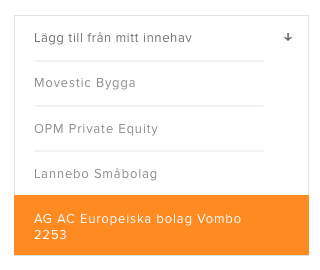 Lägg till från mitt innehav
Movestic Bygga
OPM Private Equity
Lannebo Småbolag
AG AC Europeiska bolag Vombo
2253